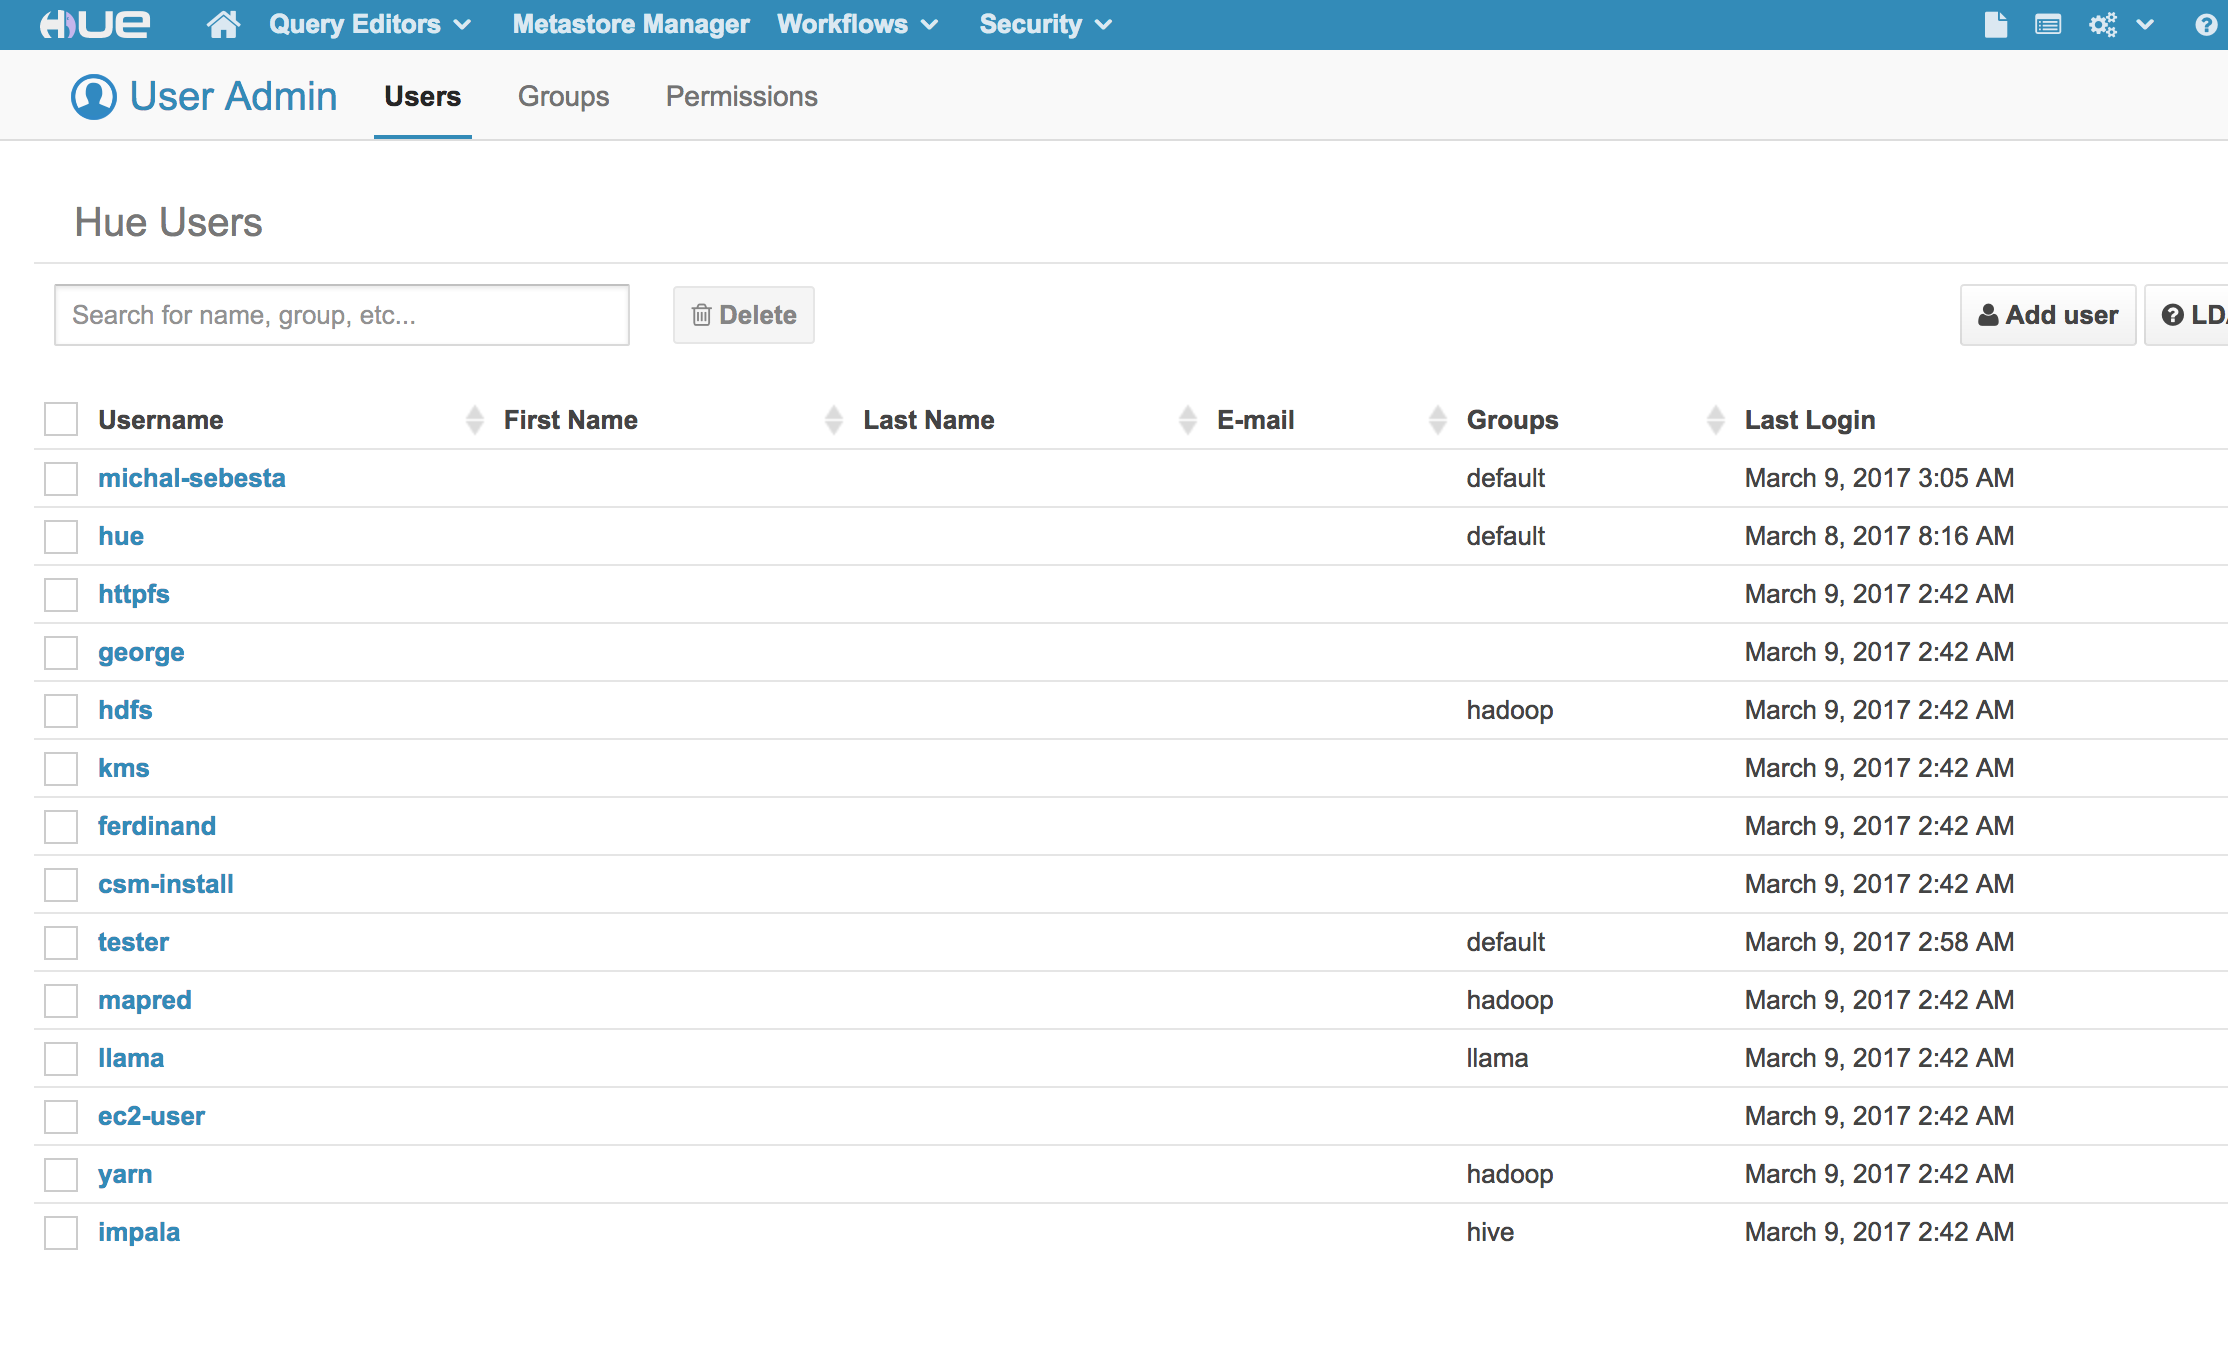 HUE Query Editors Metastore Manager Workflows Security
User Admin Users Groups Permissions
Hue Users
Search for name, group, etc... Delete Add user LD
Username First Name Last Name E-mail Groups Last Login
michal-sebesta default March 9, 2017 3:05 AM
hue default March 8, 2017 8:16 AM
httpfs March 9, 2017 2:42 AM
george March 9, 2017 2:42 AM
hdfs hadoop March 9, 2017 2:42 AM
kms March 9, 2017 2:42 AM
ferdinand March 9, 2017 2:42 AM
csm-install March 9, 2017 2:42 AM
tester default March 9, 2017 2:58 AM
mapred hadoop March 9, 2017 2:42 AM
llama llama March 9, 2017 2:42 AM
ec2-user March 9, 2017 2:42 AM
yarn hadoop March 9, 2017 2:42 AM
impala hive March 9, 2017 2:42 AM